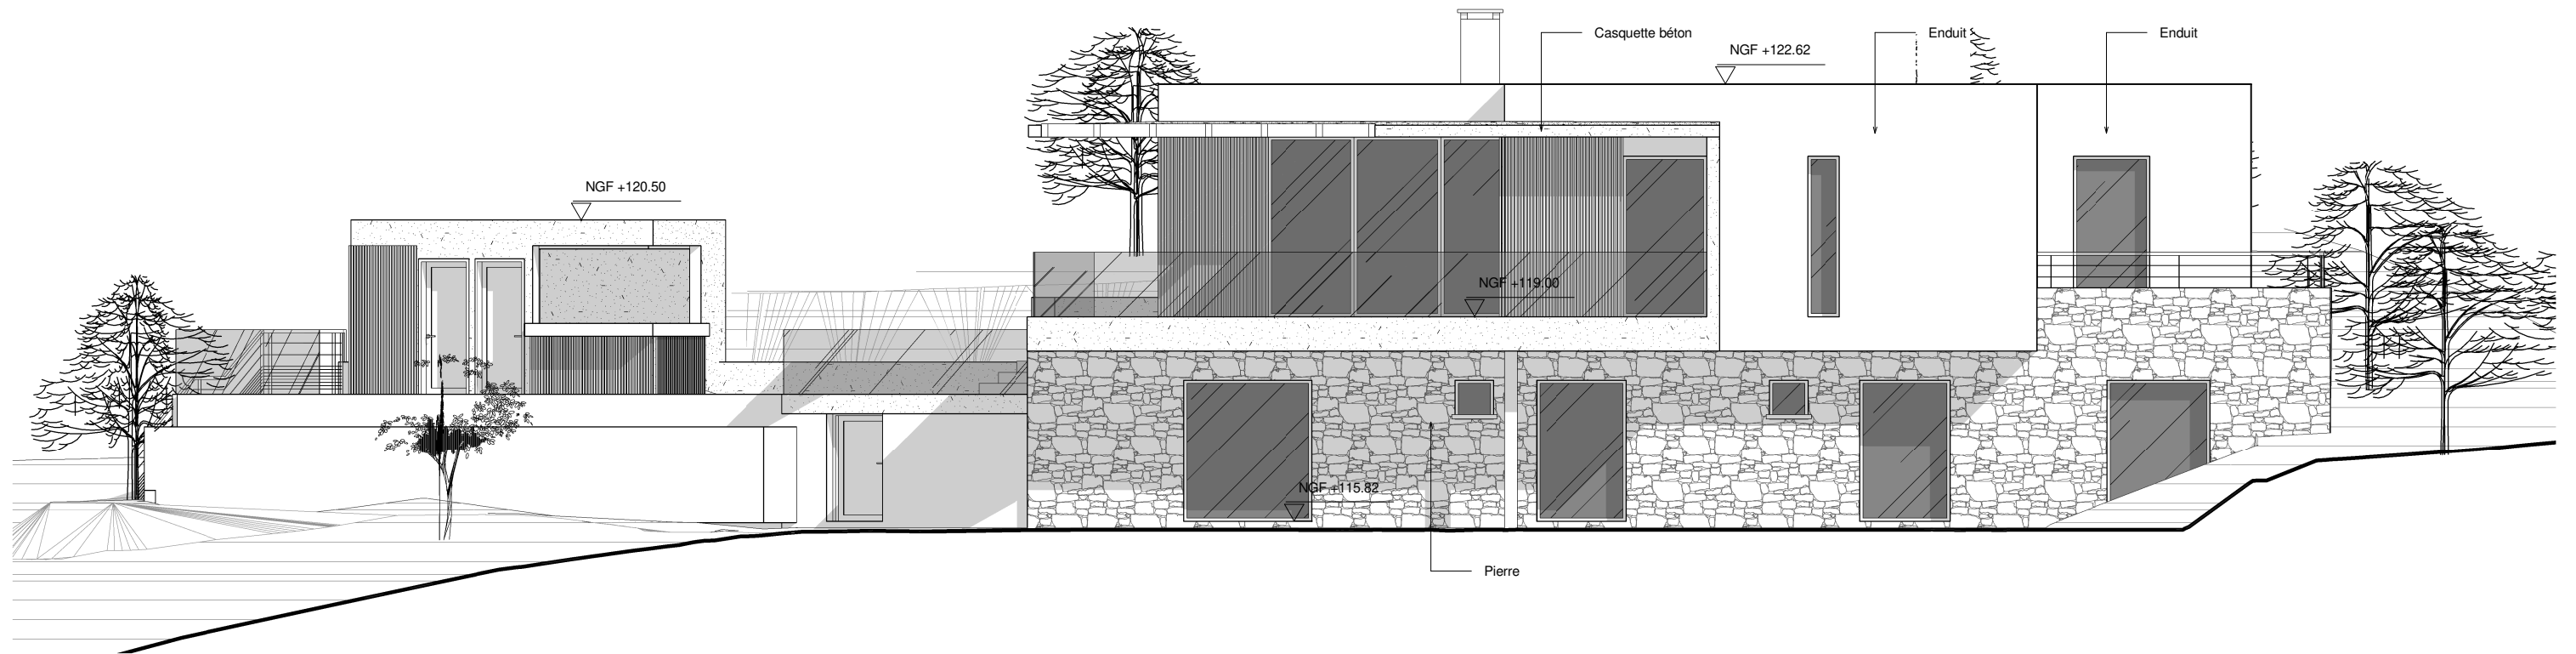 Casquette béton
Enduit
Enduit
NGF +122.62
NGF +120.50
NGF +119.00
NGF +115.82
Pierre